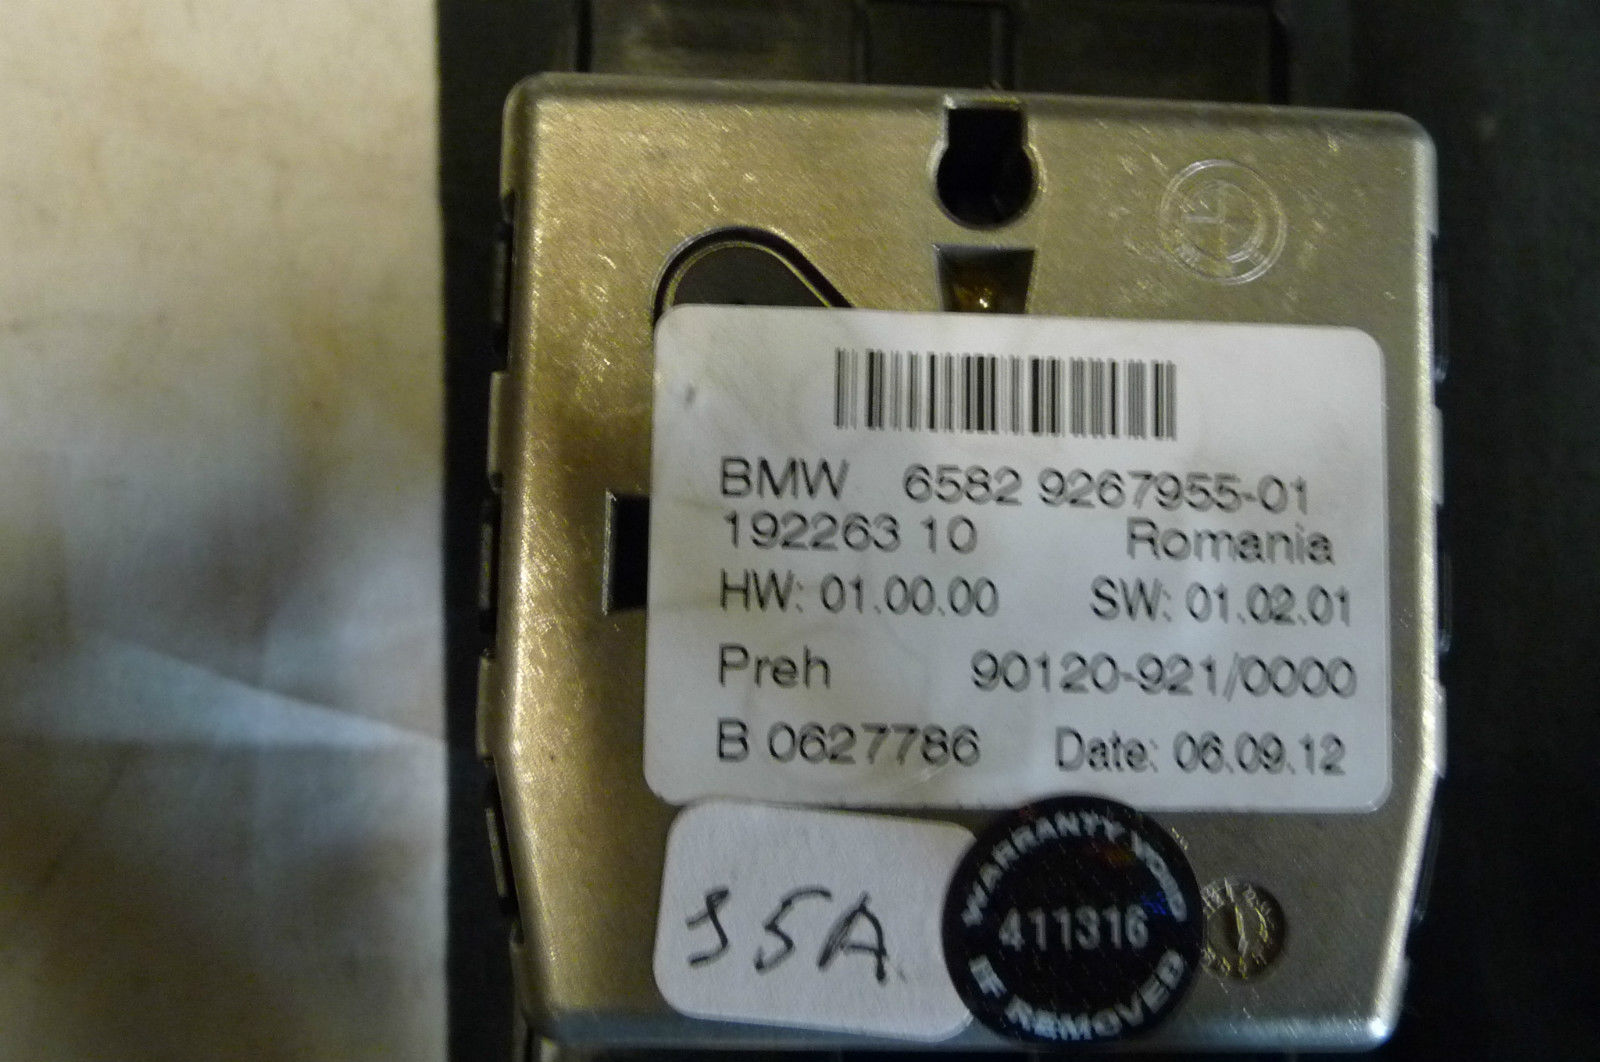 BMW 6582 9267955-01
192263 10 Romania
HW: 01.00.00 SW: 01.02.01
Preh 90120-921/0000
B 0627786 Date: 06.09.12
WARRANTY VOID
411316
IF REMOVED